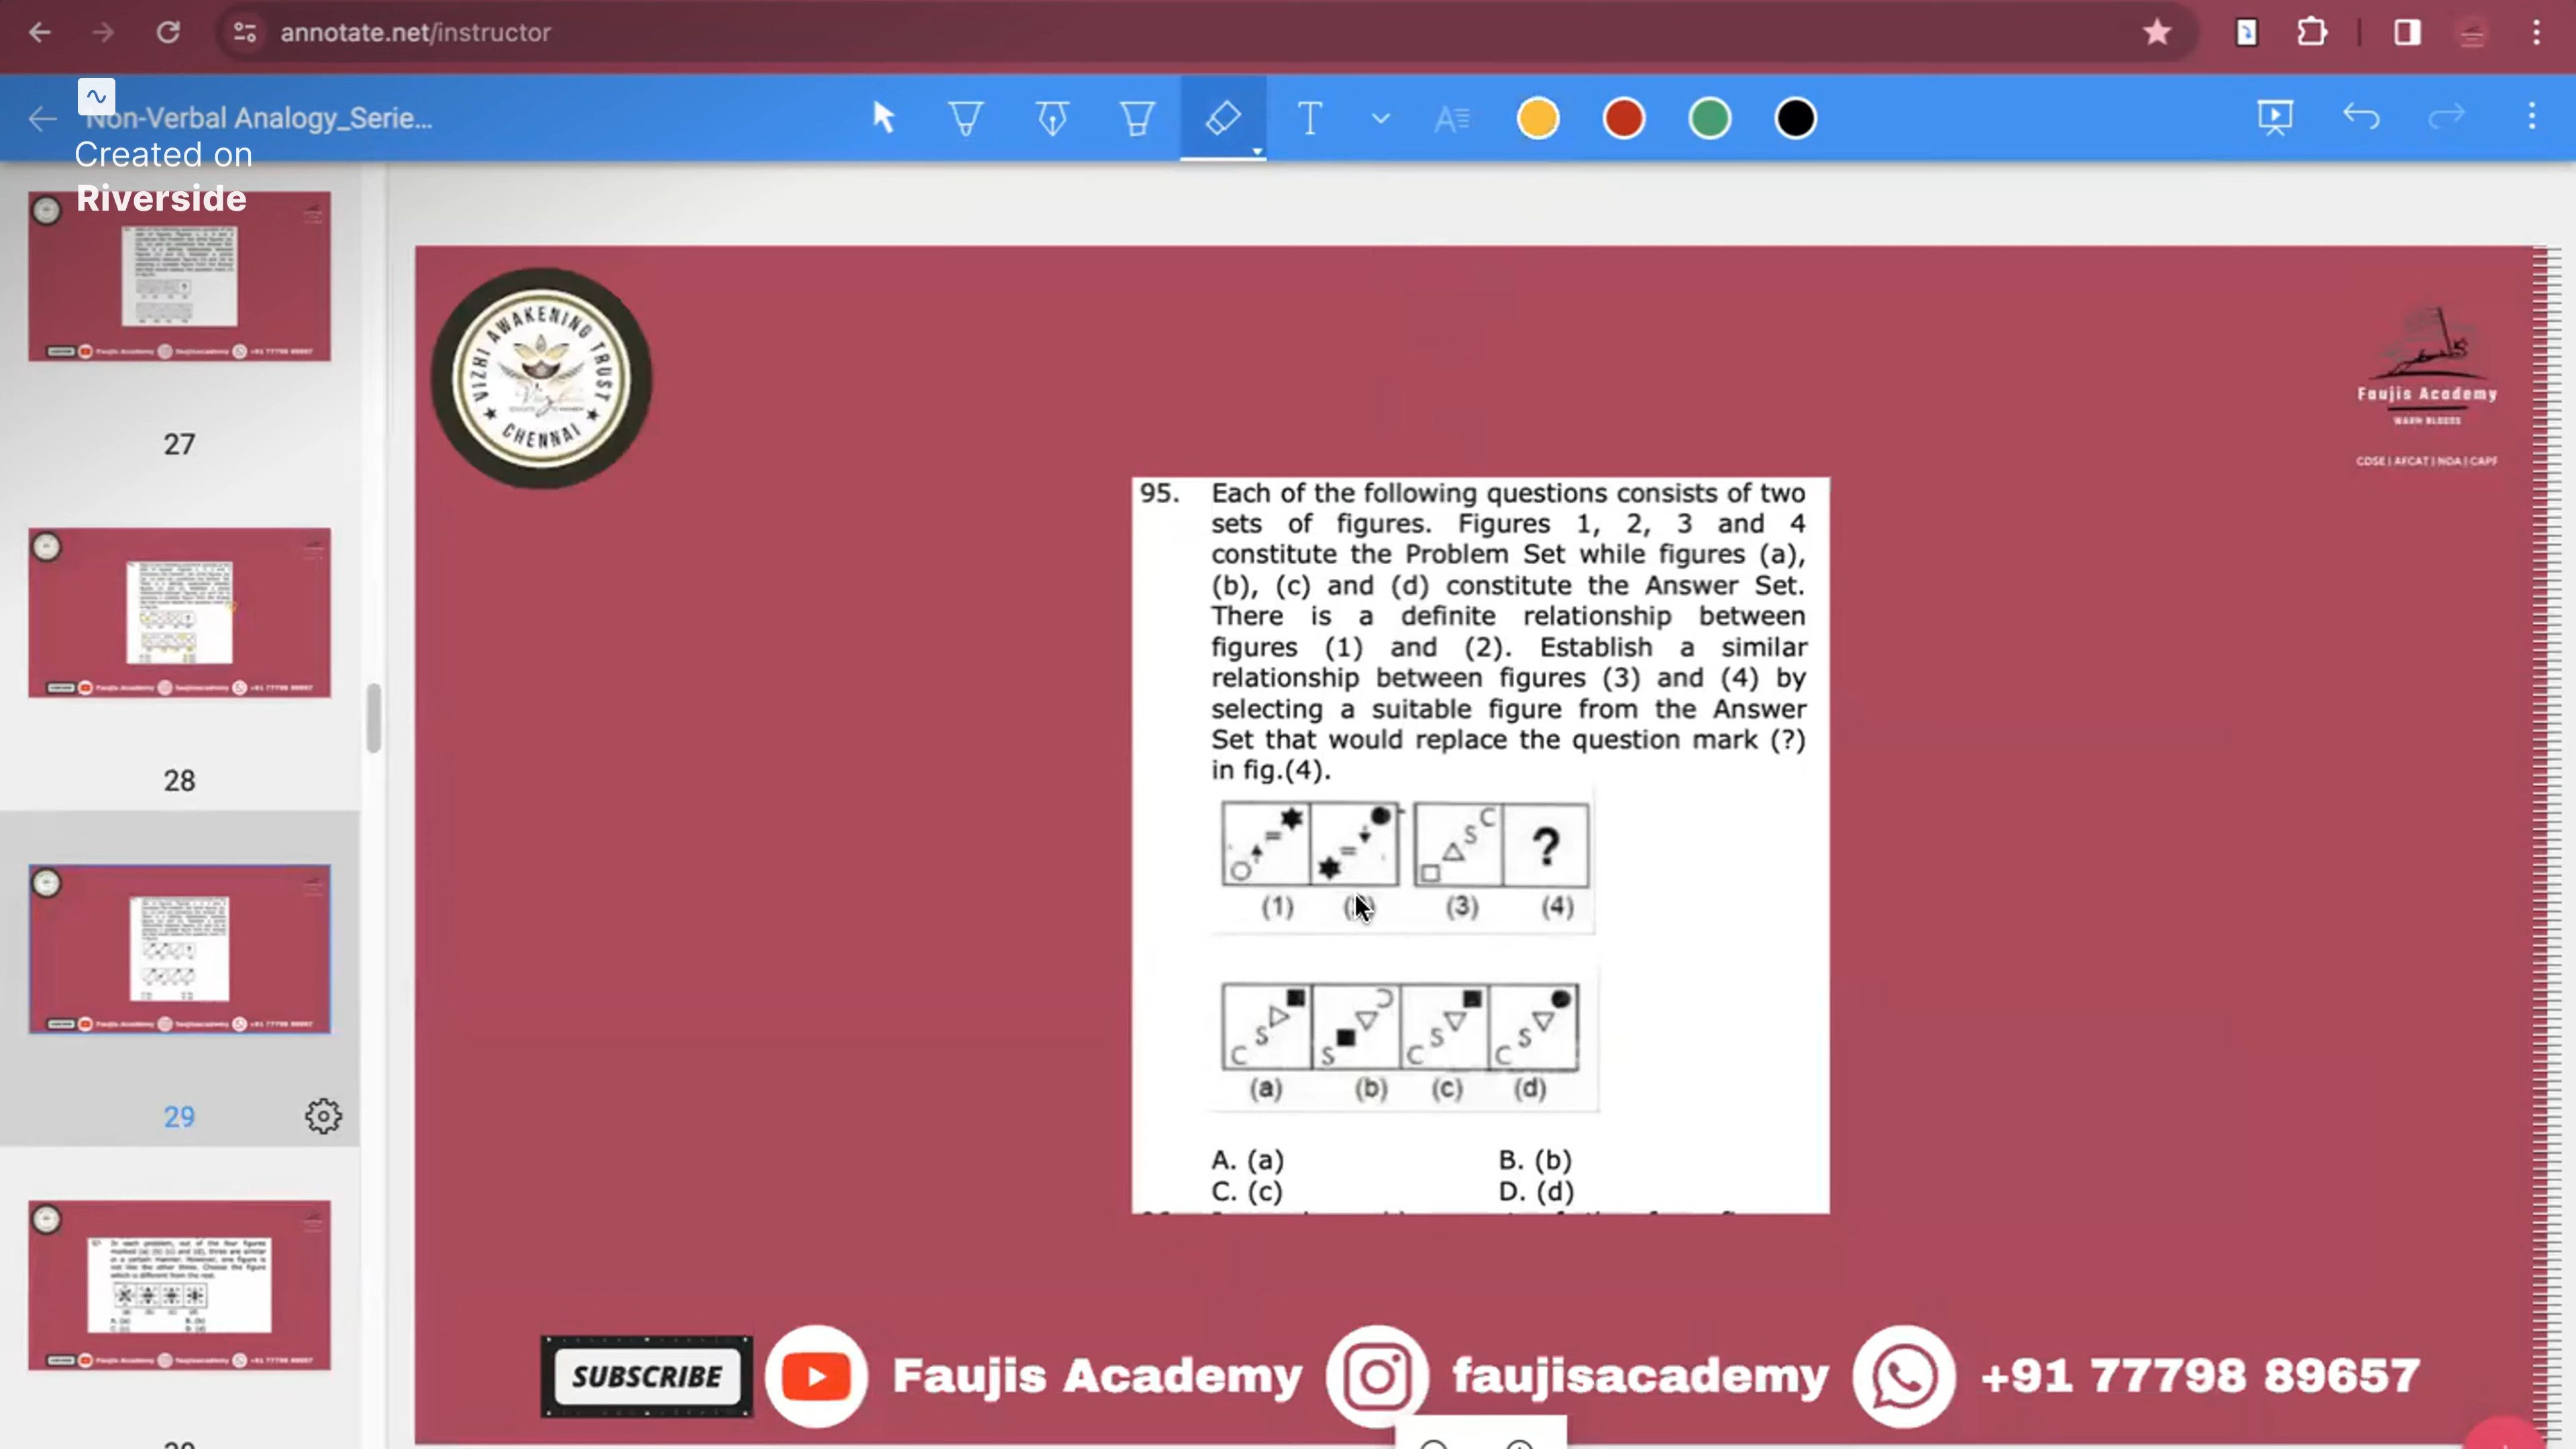 annotate.net/instructor
Non-Verbal Analogy_Serie...
Created on
Riverside
27
28
29
VIZHI AWAKENING TRUST
CHENNAI
Faujis Academy
CDSE | AFCAT | NDA | CAPF
95. Each of the following questions consists of two
sets of figures. Figures 1, 2, 3 and 4
constitute the Problem Set while figures (a),
(b), (c) and (d) constitute the Answer Set.
There is a definite relationship between
figures (1) and (2). Establish a similar
relationship between figures (3) and (4) by
selecting a suitable figure from the Answer
Set that would replace the question mark (?)
in fig.(4).
S C ?
(1) (3) (4)
C S S C S C S
(a) (b) (c) (d)
A. (a) B. (b)
C. (c) D. (d)
SUBSCRIBE Faujis Academy faujisacademy +91 77798 89657